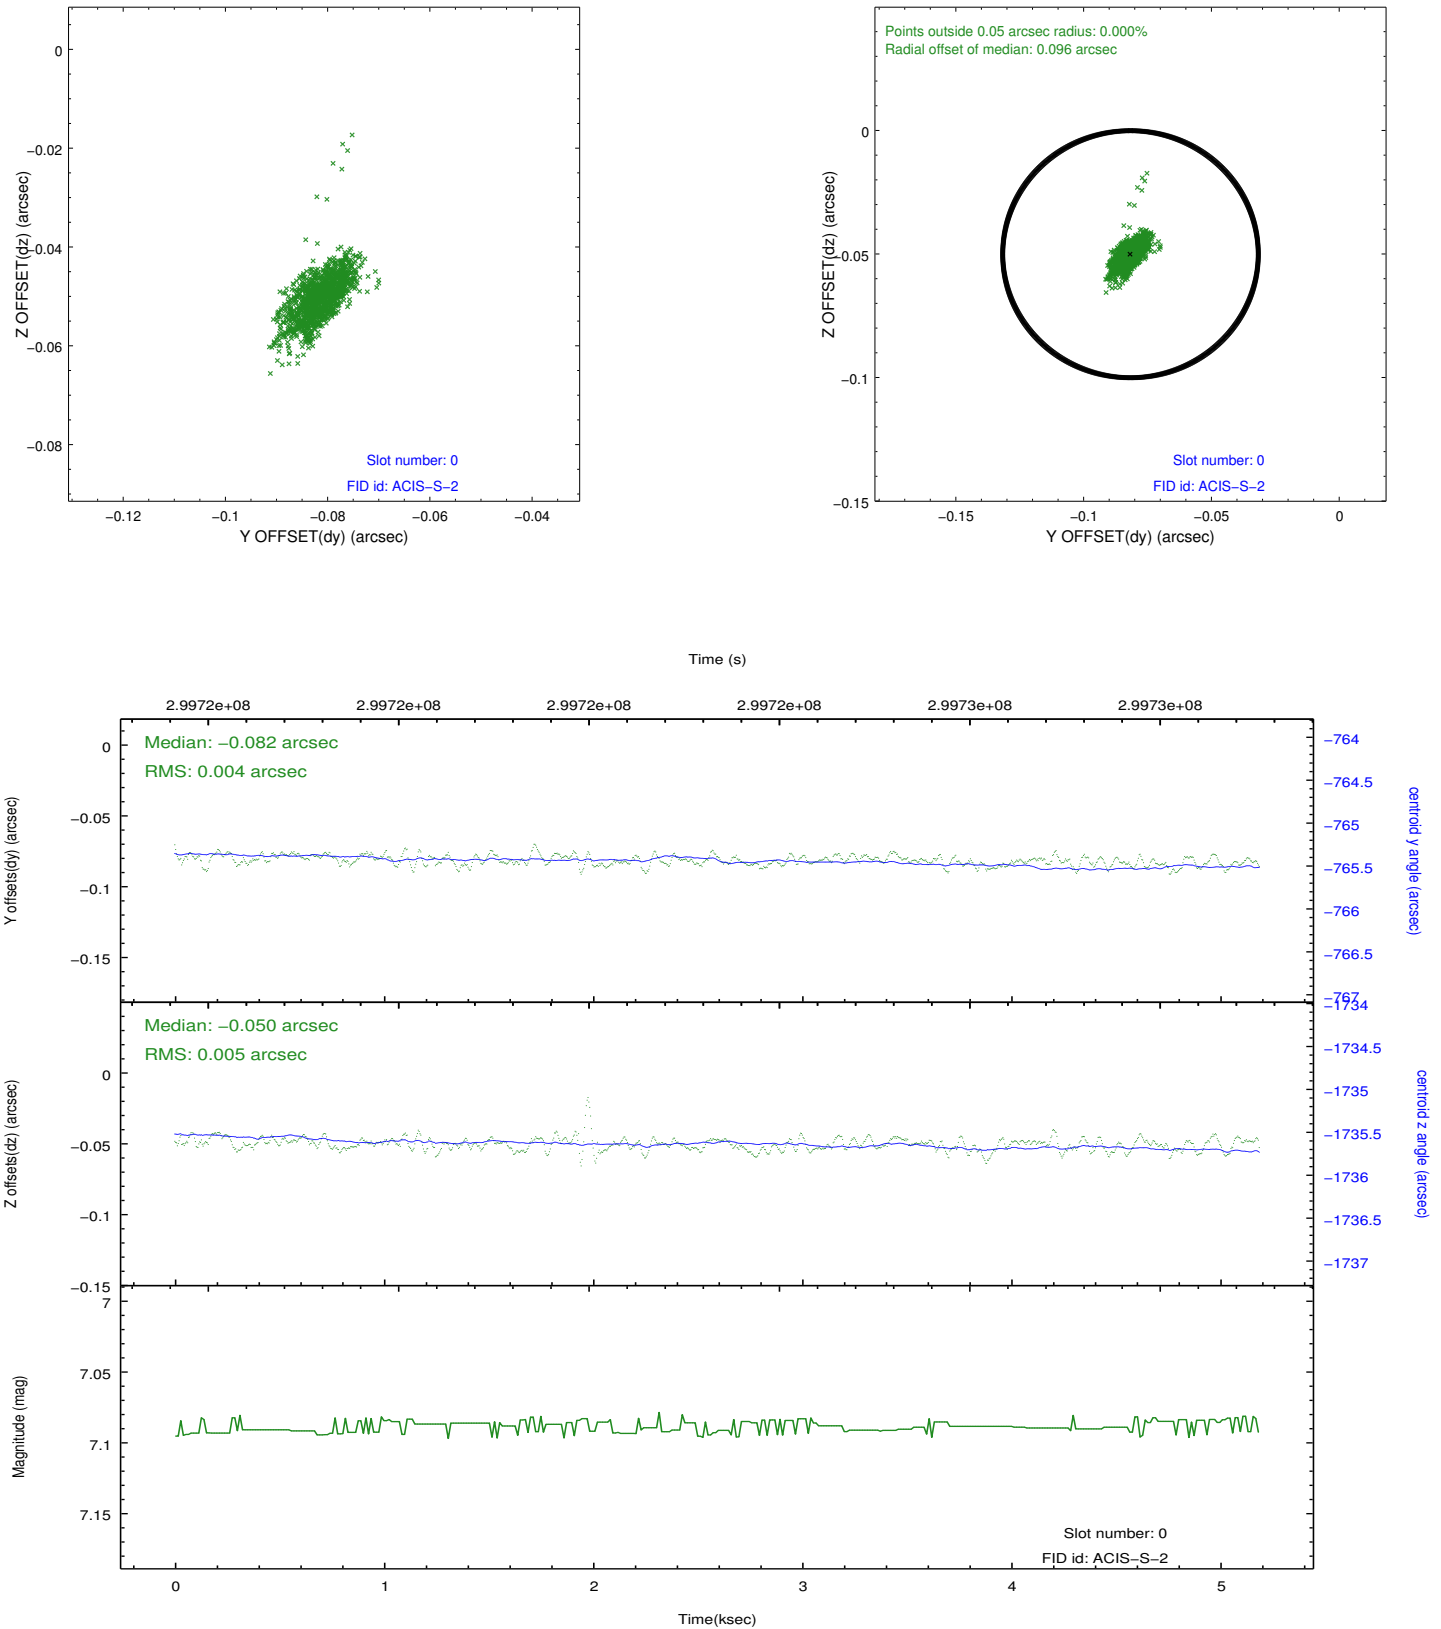 0
−0.02
−0.04
−0.06
−0.08
Z OFFSET(dz) (arcsec)
Slot number: 0
FID id: ACIS−S−2
−0.12
−0.1
−0.08
−0.06
−0.04
Y OFFSET(dy) (arcsec)
Points outside 0.05 arcsec radius: 0.000%
Radial offset of median: 0.096 arcsec
0
−0.05
−0.1
−0.15
Z OFFSET(dz) (arcsec)
Slot number: 0
FID id: ACIS−S−2
−0.15
−0.1
−0.05
0
Y OFFSET(dy) (arcsec)
Time (s)
2.9972e+08
2.9972e+08
2.9972e+08
2.9972e+08
2.9973e+08
2.9973e+08
Median: −0.082 arcsec
RMS: 0.004 arcsec
0
−0.05
−0.1
−0.15
Y offsets(dy) (arcsec)
−764
−764.5
−765
−765.5
−766
−766.5
−767
centroid y angle (arcsec)
Median: −0.050 arcsec
RMS: 0.005 arcsec
0
−0.05
−0.1
−0.15
Z offsets(dz) (arcsec)
−1734
−1734.5
−1735
−1735.5
−1736
−1736.5
−1737
centroid z angle (arcsec)
7
7.05
7.1
7.15
Magnitude (mag)
Slot number: 0
FID id: ACIS−S−2
0
1
2
3
4
5
Time(ksec)